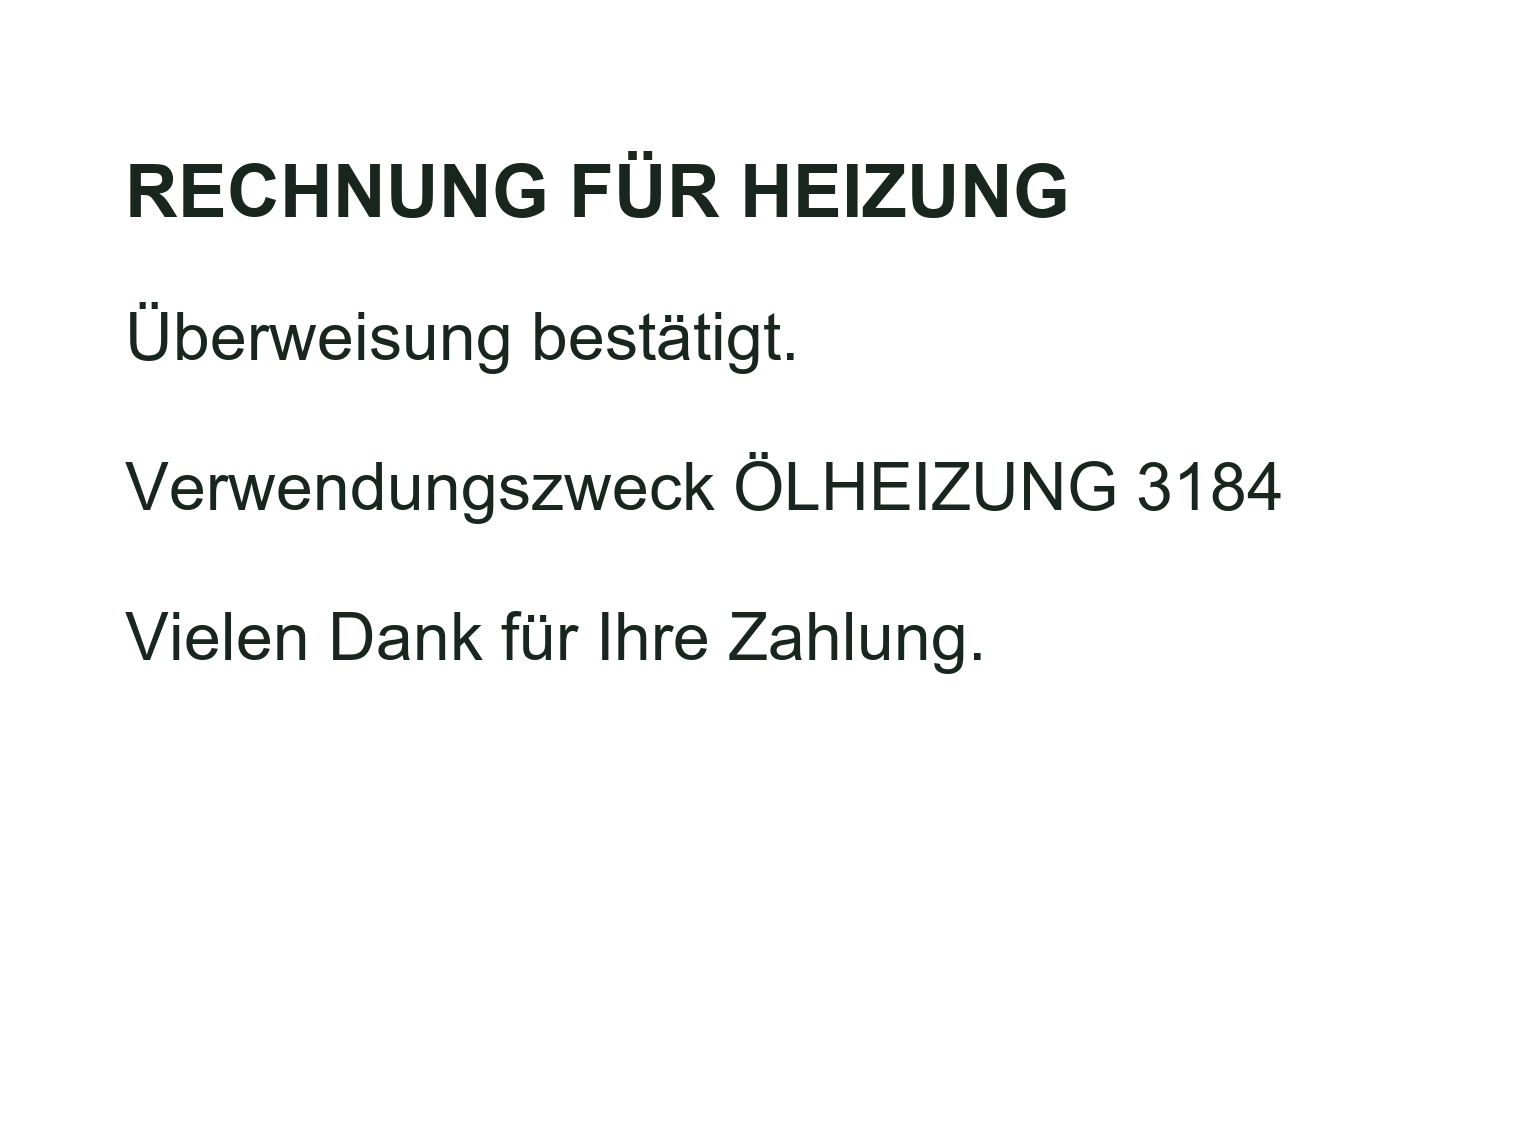 RECHNUNG FÜR HEIZUNG
Überweisung bestätigt.
Verwendungszweck ÖLHEIZUNG 3184
Vielen Dank für Ihre Zahlung.